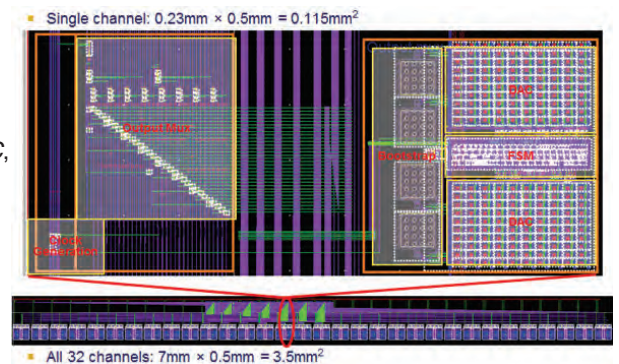 Single channel: 0.23mm × 0.5mm = 0.115mm²
C,
Output Mux
DAC
Bootstrap
FSM
DAC
Clock
Generation
All 32 channels: 7mm × 0.5mm = 3.5mm²